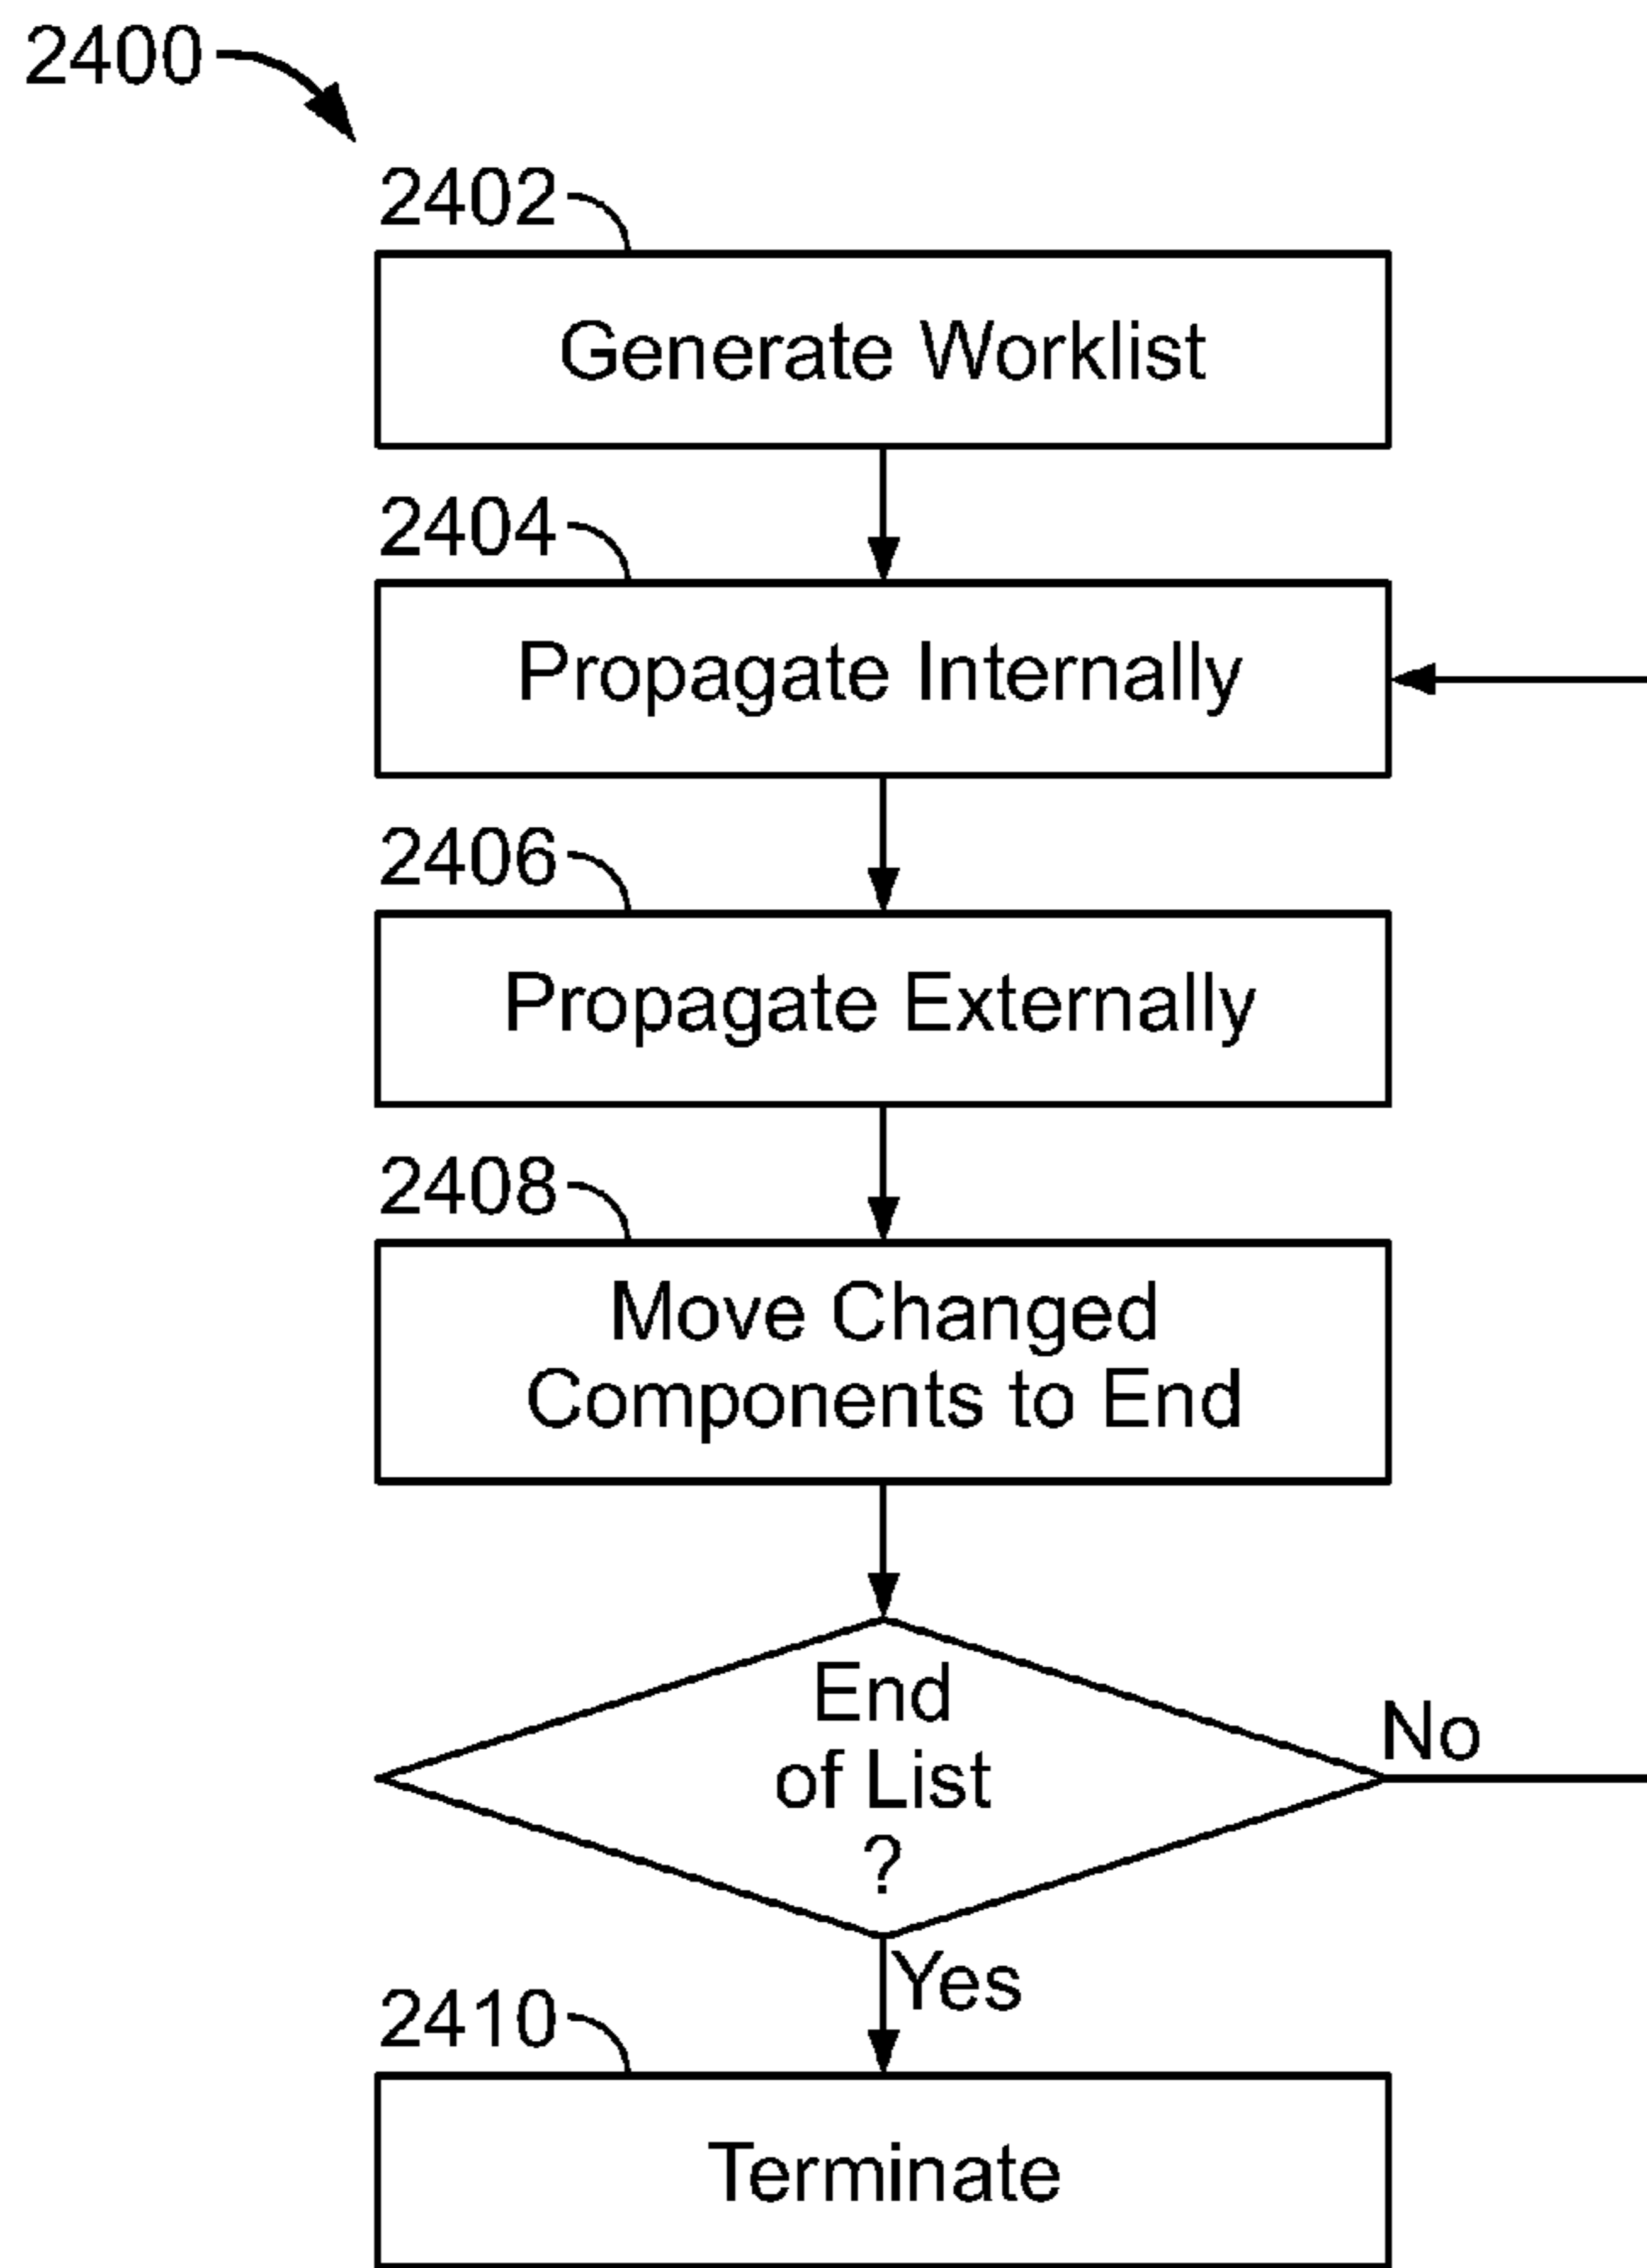 2400
2402
Generate Worklist
2404
Propagate Internally
2406
Propagate Externally
2408
Move Changed
Components to End
End
of List
?
No
Yes
2410
Terminate